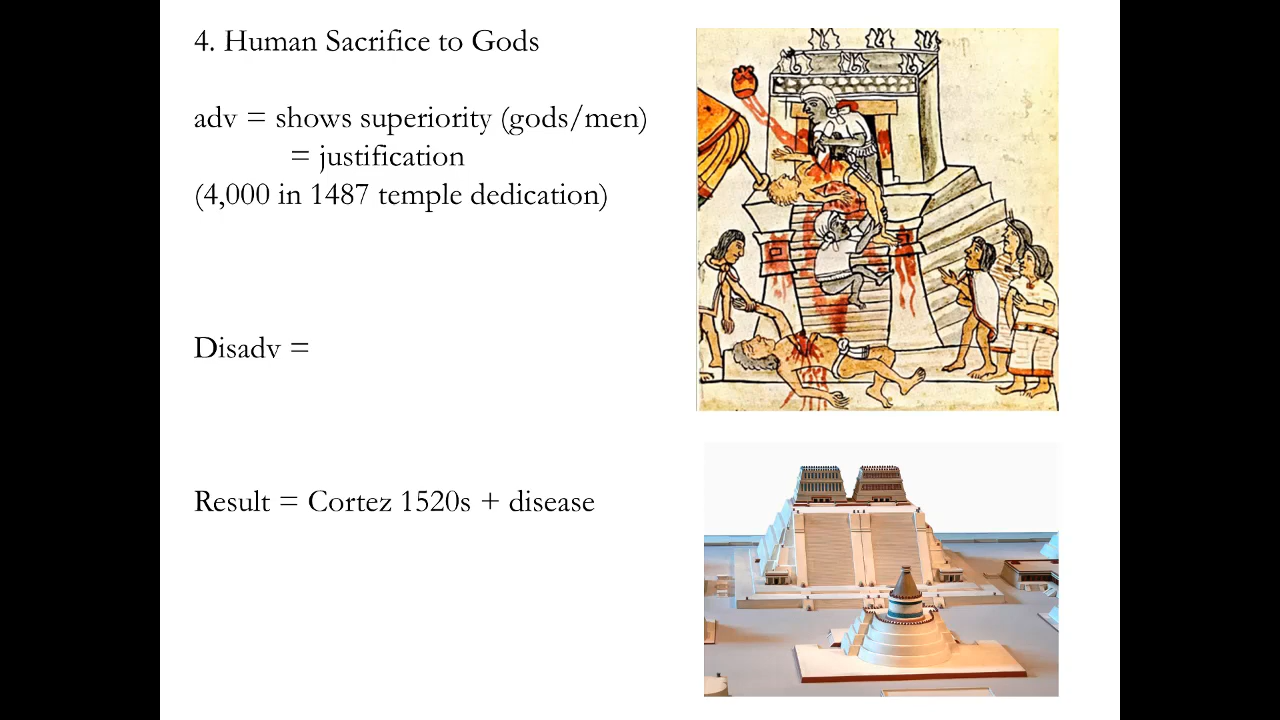 4. Human Sacrifice to Gods
adv = shows superiority (gods/men)
= justification
(4,000 in 1487 temple dedication)
Disadv =
Result = Cortez 1520s + disease